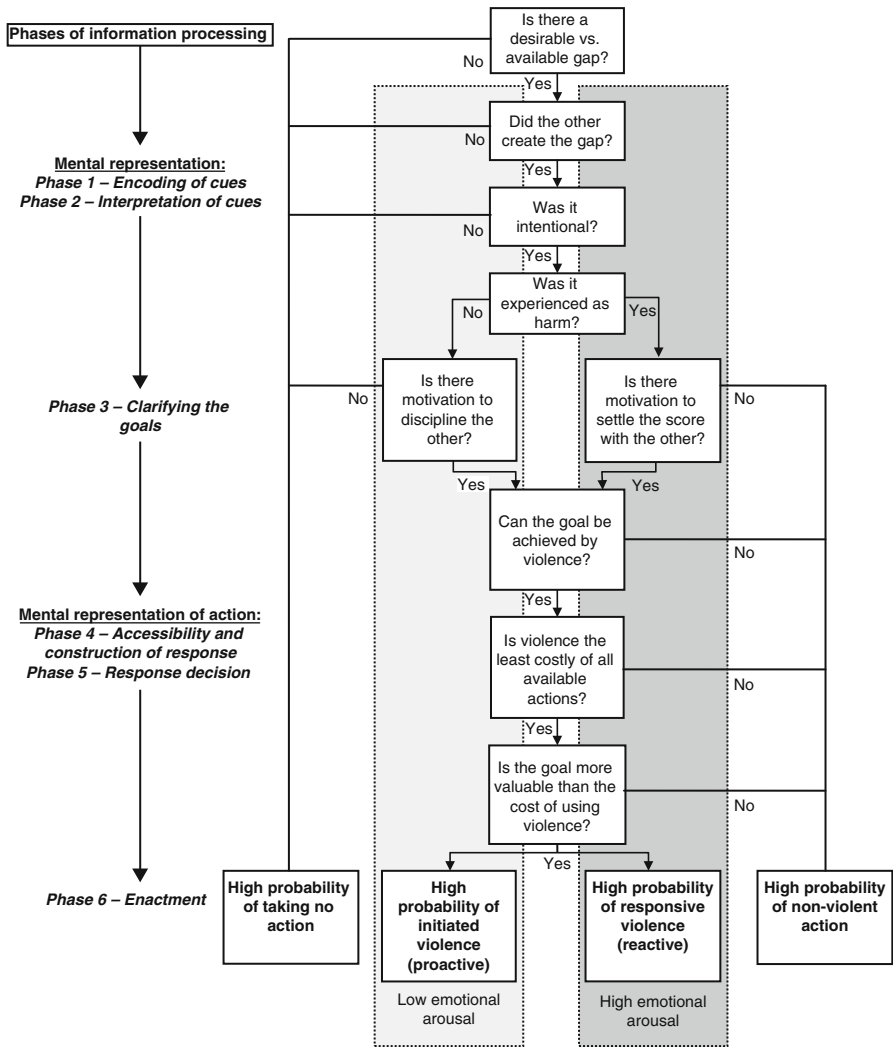 Phases of information processing
Is there a
desirable vs.
available gap?
No
Yes
Did the other
create the gap?
No
Yes
Mental representation:
Phase 1 – Encoding of cues
Phase 2 – Interpretation of cues
Was it
intentional?
No
Yes
Was it
experienced as
harm?
No
Yes
Phase 3 – Clarifying the
goals
No
Is there
motivation to
discipline the
other?
Is there
motivation to
settle the score
with the other?
No
Yes
Yes
Can the goal be
achieved by
violence?
No
Yes
Mental representation of action:
Phase 4 – Accessibility and
construction of response
Phase 5 – Response decision
Is violence the
least costly of all
available
actions?
No
Yes
Is the goal more
valuable than the
cost of using
violence?
No
Yes
Phase 6 – Enactment
High probability
of taking no
action
High
probability of
initiated
violence
(proactive)
High probability
of responsive
violence
(reactive)
High probability
of non-violent
action
Low emotional
arousal
High emotional
arousal